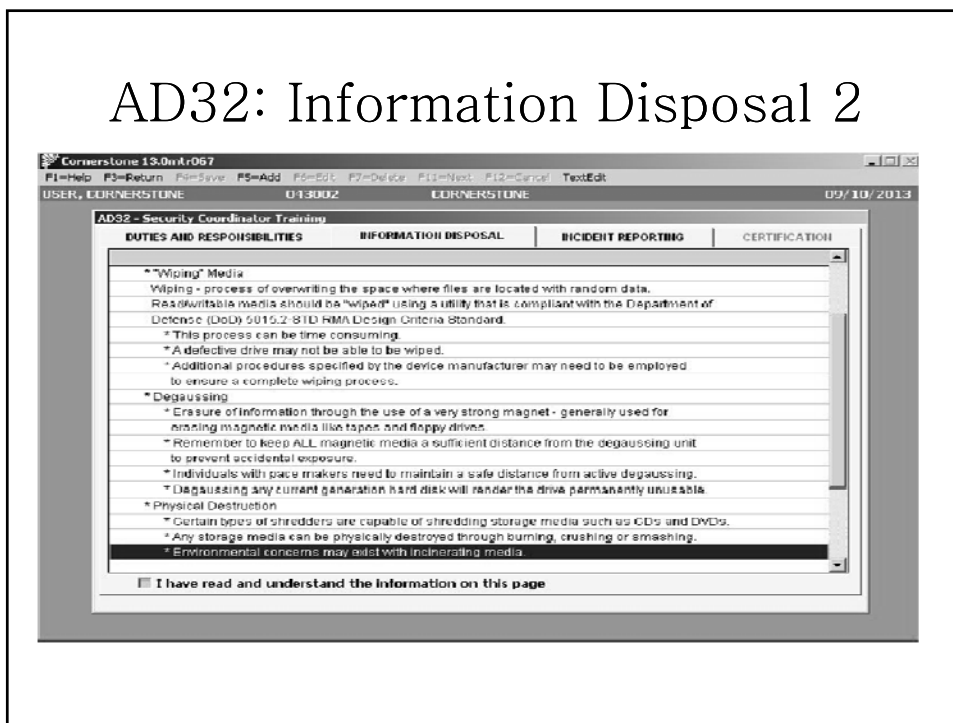 AD32: Information Disposal 2
Cornerstone 13.0mtr067
F1=Help F3=Return F4=Save F5=Add F6=Edit F7=Delete F11=Next F12=Cancel TextEdit
USER, CORNERSTONE 013002 CORNERSTONE 09/10/2013
AD32 - Security Coordinator Training
DUTIES AND RESPONSIBILITIES INFORMATION DISPOSAL INCIDENT REPORTING CERTIFICATION
* "Wiping" Media
Wiping - process of overwriting the space where files are located with random data.
Read/writable media should be "wiped" using a utility that is compliant with the Department of
Defense (DoD) 5015.2-STD RMA Design Criteria Standard.
* This process can be time consuming.
* A defective drive may not be able to be wiped.
* Additional procedures specified by the device manufacturer may need to be employed
to ensure a complete wiping process.
* Degaussing
* Erasure of information through the use of a very strong magnet - generally used for
erasing magnetic media like tapes and floppy drives.
* Remember to keep ALL magnetic media a sufficient distance from the degaussing unit
to prevent accidental exposure.
* Individuals with pace makers need to maintain a safe distance from active degaussing.
* Degaussing any current generation hard disk will render the drive permanently unusable.
* Physical Destruction
* Certain types of shredders are capable of shredding storage media such as CDs and DVDs.
* Any storage media can be physically destroyed through burning, crushing or smashing.
* Environmental concerns may exist with incinerating media.
I have read and understand the information on this page